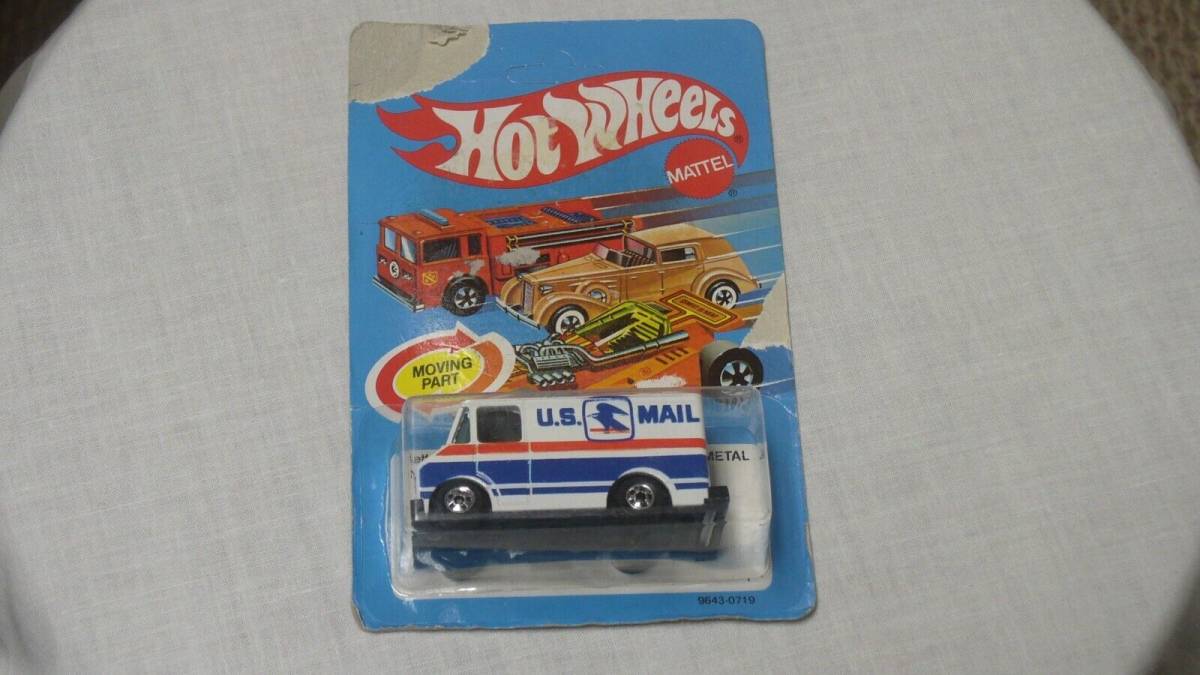 HOT WHEELS®
MATTEL
®
MOVING
PART
U.S. MAIL
METAL
9643-0719